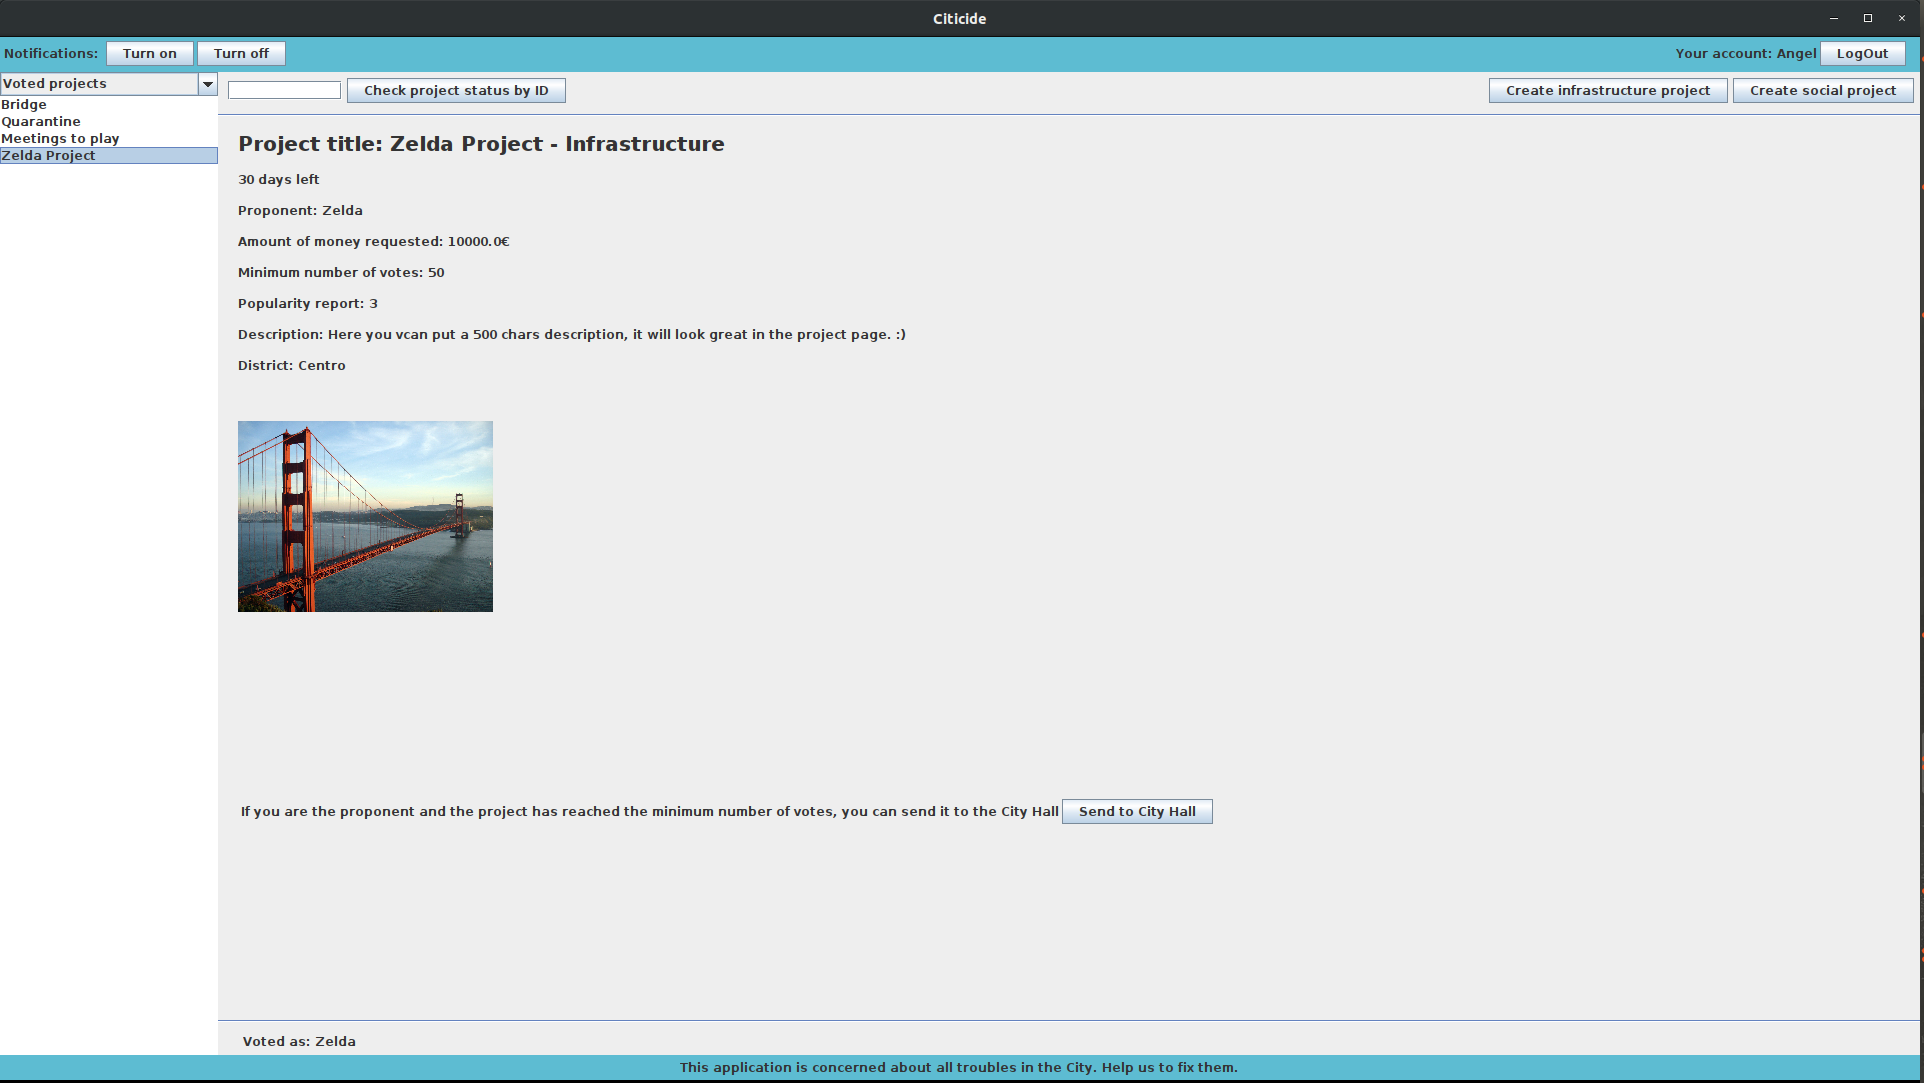 Citicide
Notifications: Turn on Turn off Your account: Angel LogOut
Voted projects Check project status by ID Create infrastructure project Create social project
Bridge
Quarantine
Meetings to play
Zelda Project
Project title: Zelda Project - Infrastructure
30 days left
Proponent: Zelda
Amount of money requested: 10000.0€
Minimum number of votes: 50
Popularity report: 3
Description: Here you vcan put a 500 chars description, it will look great in the project page. :)
District: Centro
If you are the proponent and the project has reached the minimum number of votes, you can send it to the City Hall Send to City Hall
Voted as: Zelda
This application is concerned about all troubles in the City. Help us to fix them.